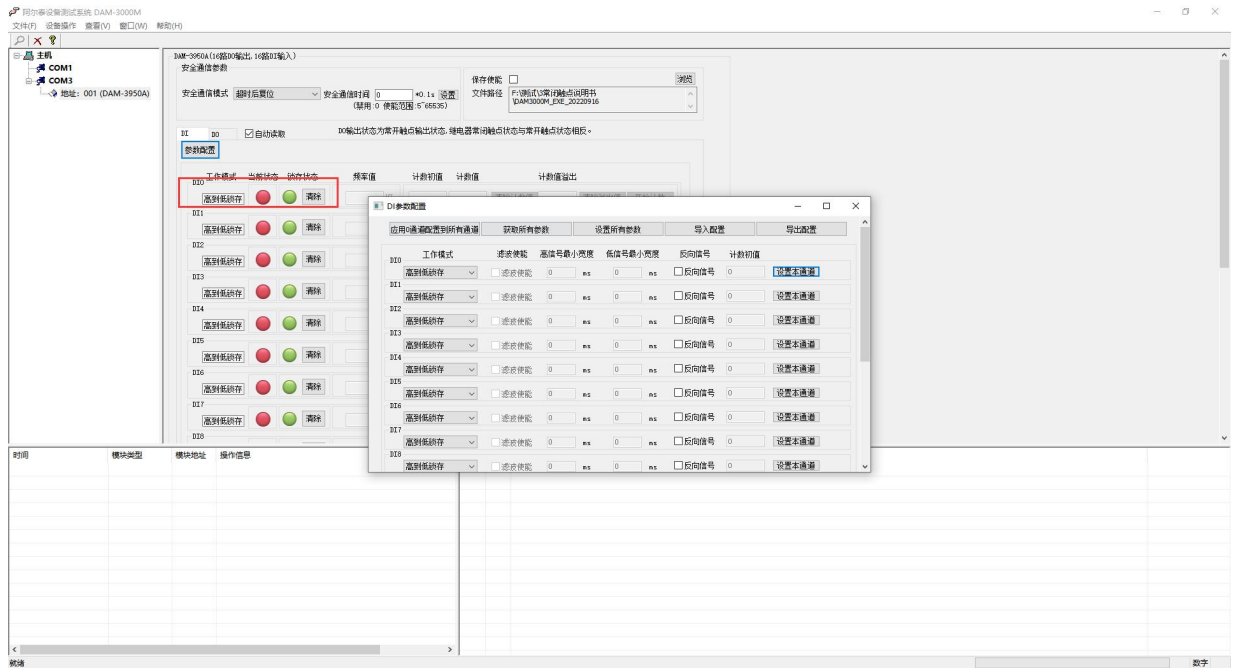 阿尔泰设备测试系统 DAM-3000M
文件(F) 设备操作 查看(V) 窗口(W) 帮助(H)
主机
COM1
COM3
地址：001 (DAM-3950A)
DAM-3950A(16路DO输出,16路DI输入)
安全通信参数
安全通信模式 超时后复位 安全通信时间 0 *0.1s 设置
(禁用:0 使能范围:5~65535)
保存使能 浏览
文件路径 F:\测试\3常闭触点说明书
\DAM3000M_EXE_20220916
DI DO 自动读取 DO输出状态为常开触点输出状态,继电器常闭触点状态与常开触点状态相反。
参数配置
工作模式 当前状态 锁存状态 频率值 计数初值 计数值 计数值溢出
DI0
高到低锁存 清除
DI1
高到低锁存 清除
DI2
高到低锁存 清除
DI3
高到低锁存 清除
DI4
高到低锁存 清除
DI5
高到低锁存 清除
DI6
高到低锁存 清除
DI7
高到低锁存 清除
DI8
DI参数配置
应用0通道配置到所有通道 获取所有参数 设置所有参数 导入配置 导出配置
工作模式 滤波使能 高信号最小宽度 低信号最小宽度 反向信号 计数初值
DI0
高到低锁存 滤波使能 0 ms 0 ms 反向信号 0 设置本通道
DI1
高到低锁存 滤波使能 0 ms 0 ms 反向信号 0 设置本通道
DI2
高到低锁存 滤波使能 0 ms 0 ms 反向信号 0 设置本通道
DI3
高到低锁存 滤波使能 0 ms 0 ms 反向信号 0 设置本通道
DI4
高到低锁存 滤波使能 0 ms 0 ms 反向信号 0 设置本通道
DI5
高到低锁存 滤波使能 0 ms 0 ms 反向信号 0 设置本通道
DI6
高到低锁存 滤波使能 0 ms 0 ms 反向信号 0 设置本通道
DI7
高到低锁存 滤波使能 0 ms 0 ms 反向信号 0 设置本通道
DI8
高到低锁存 滤波使能 0 ms 0 ms 反向信号 0 设置本通道
时间 模块类型 模块地址 操作信息
就绪 数字